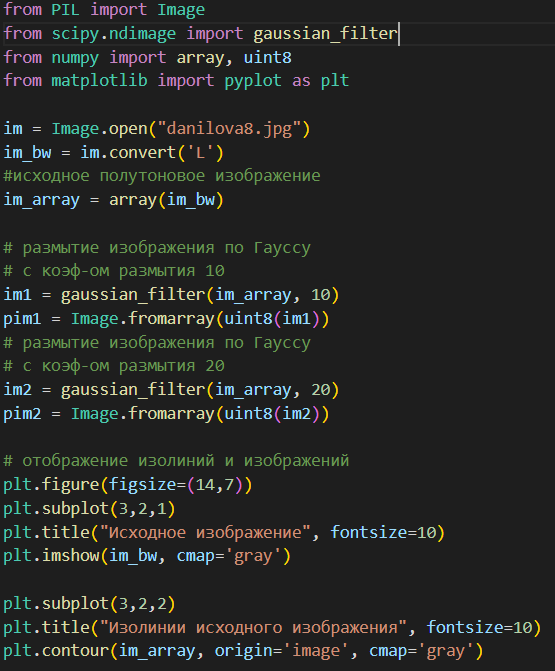 from PIL import Image
from scipy.ndimage import gaussian_filter
from numpy import array, uint8
from matplotlib import pyplot as plt
im = Image.open("danilova8.jpg")
im_bw = im.convert('L')
#исходное полутоновое изображение
im_array = array(im_bw)
# размытие изображения по Гауссу
# с коэф-ом размытия 10
im1 = gaussian_filter(im_array, 10)
pim1 = Image.fromarray(uint8(im1))
# размытие изображения по Гауссу
# с коэф-ом размытия 20
im2 = gaussian_filter(im_array, 20)
pim2 = Image.fromarray(uint8(im2))
# отображение изолиний и изображений
plt.figure(figsize=(14,7))
plt.subplot(3,2,1)
plt.title("Исходное изображение", fontsize=10)
plt.imshow(im_bw, cmap='gray')
plt.subplot(3,2,2)
plt.title("Изолинии исходного изображения", fontsize=10)
plt.contour(im_array, origin='image', cmap='gray')